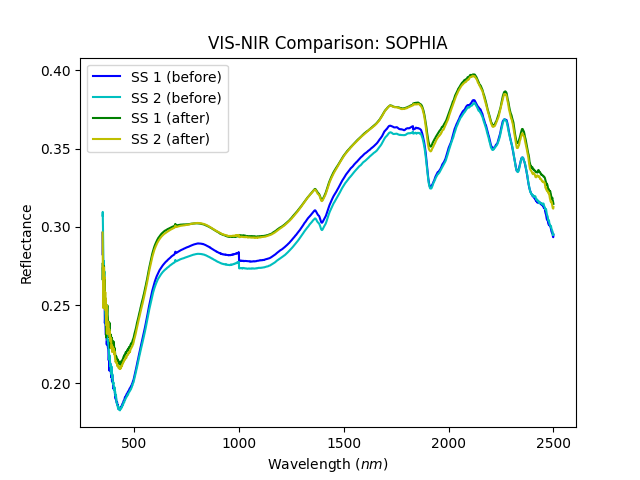 VIS-NIR Comparison: SOPHIA
SS 1 (before)
SS 2 (before)
SS 1 (after)
SS 2 (after)
0.40
0.35
0.30
0.25
0.20
Reflectance
500
1000
1500
2000
2500
Wavelength (nm)